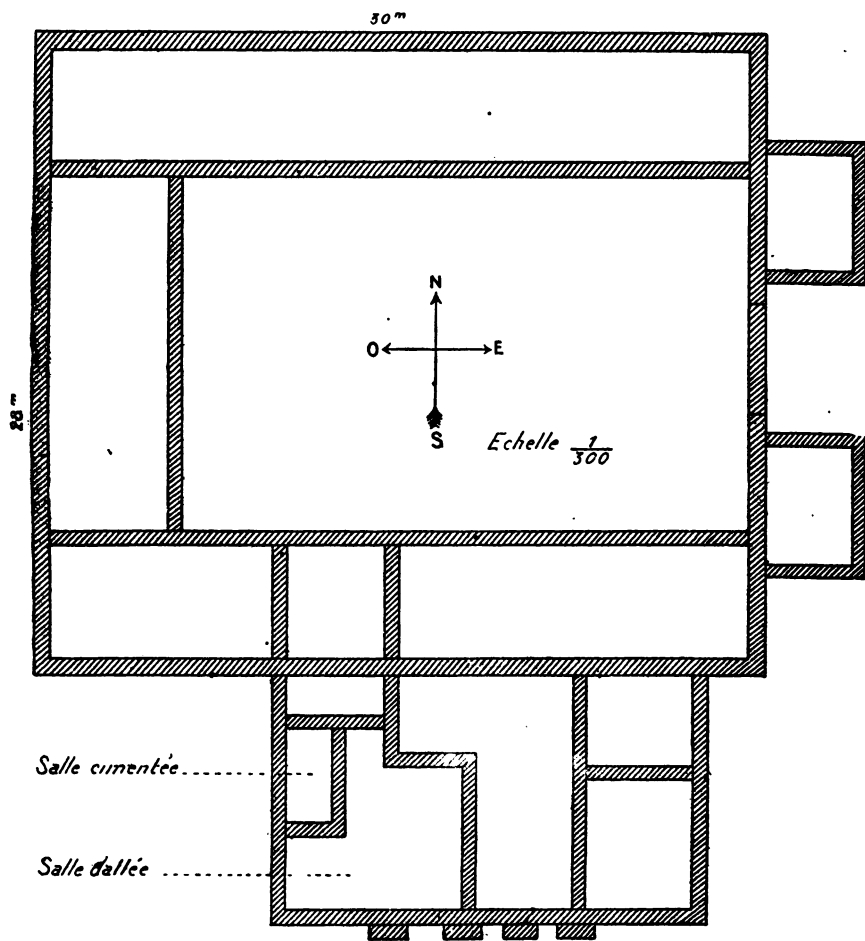 30ᵐ
N
O E
28ᵐ
S
Echelle 1/300
Salle cimentée
Salle dallée